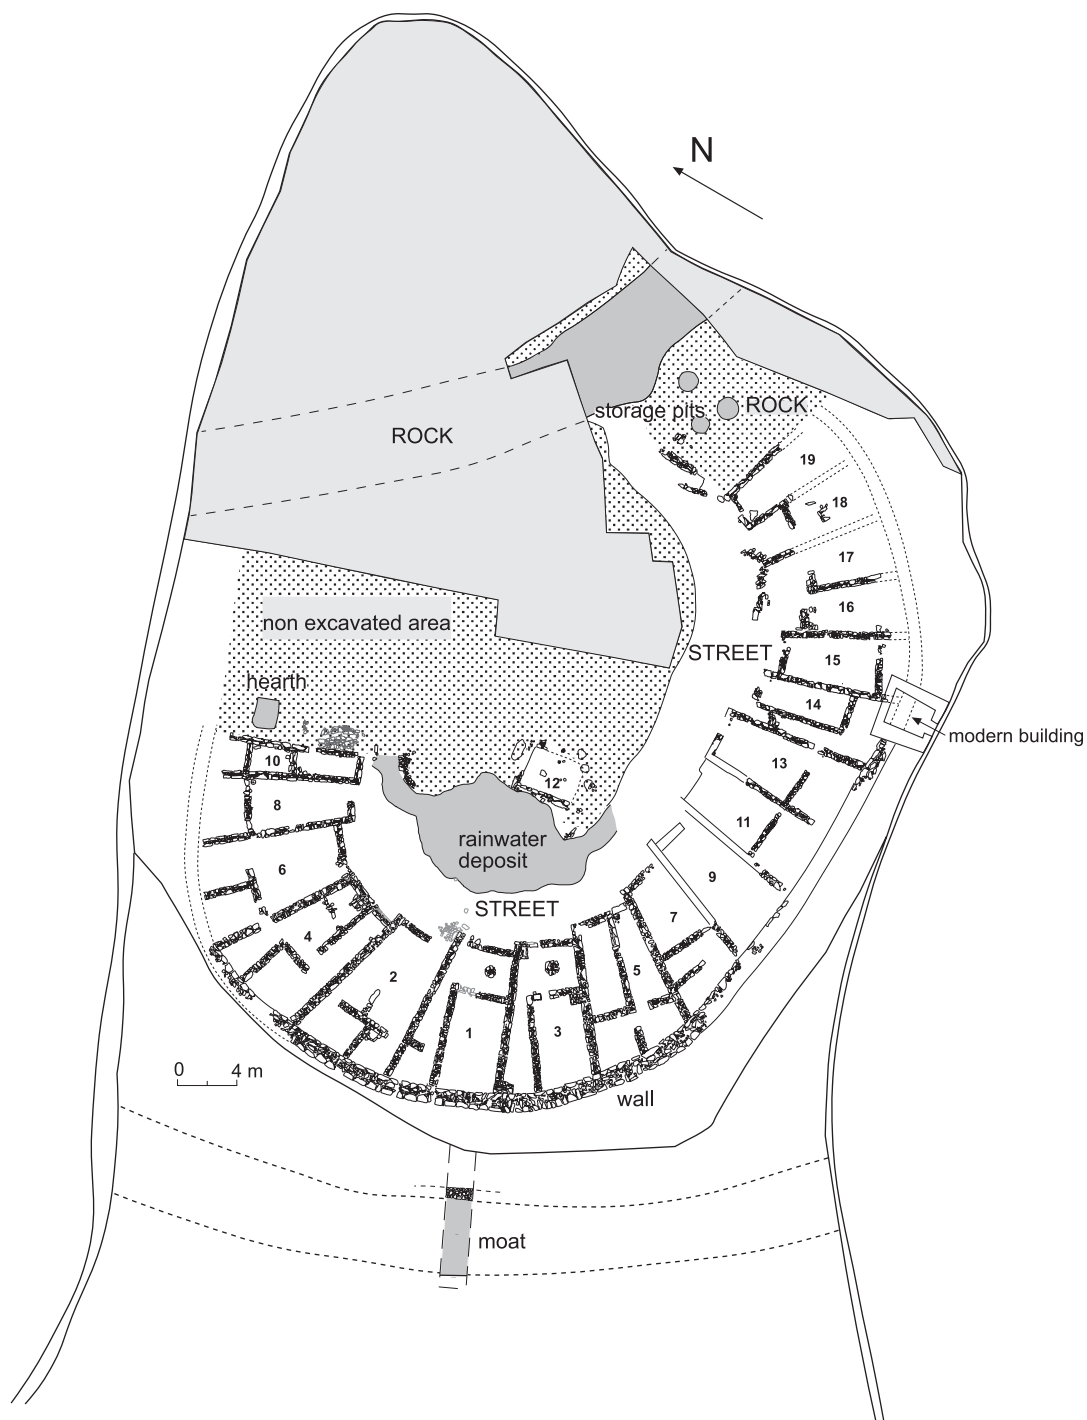 N
storage pits
ROCK
ROCK
19
18
17
non excavated area
16
STREET
15
hearth
14
modern building
10
13
12
8
11
rainwater
deposit
6
9
STREET
7
4
5
2
1
3
0 4 m
wall
moat